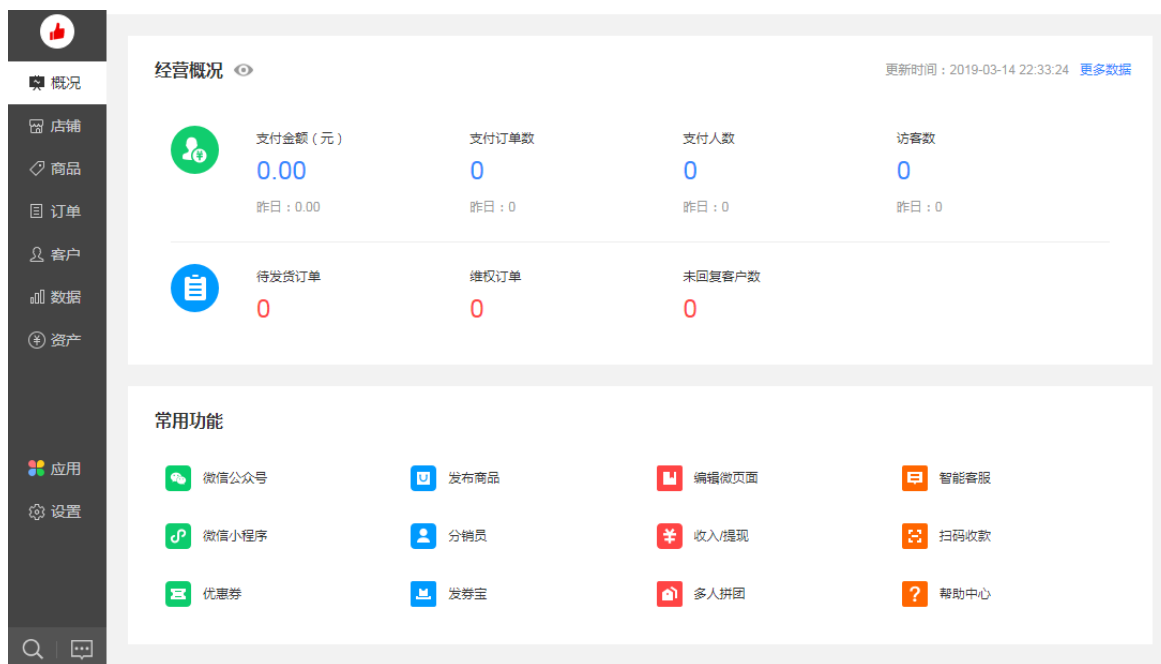 概况
店铺
商品
订单
客户
数据
资产
应用
设置
经营概况
更新时间：2019-03-14 22:33:24 更多数据
支付金额（元） 支付订单数 支付人数 访客数
0.00 0 0 0
昨日：0.00 昨日：0 昨日：0 昨日：0
待发货订单 维权订单 未回复客户数
0 0 0
常用功能
微信公众号 发布商品 编辑微页面 智能客服
微信小程序 分销员 收入/提现 扫码收款
优惠券 发券宝 多人拼团 帮助中心